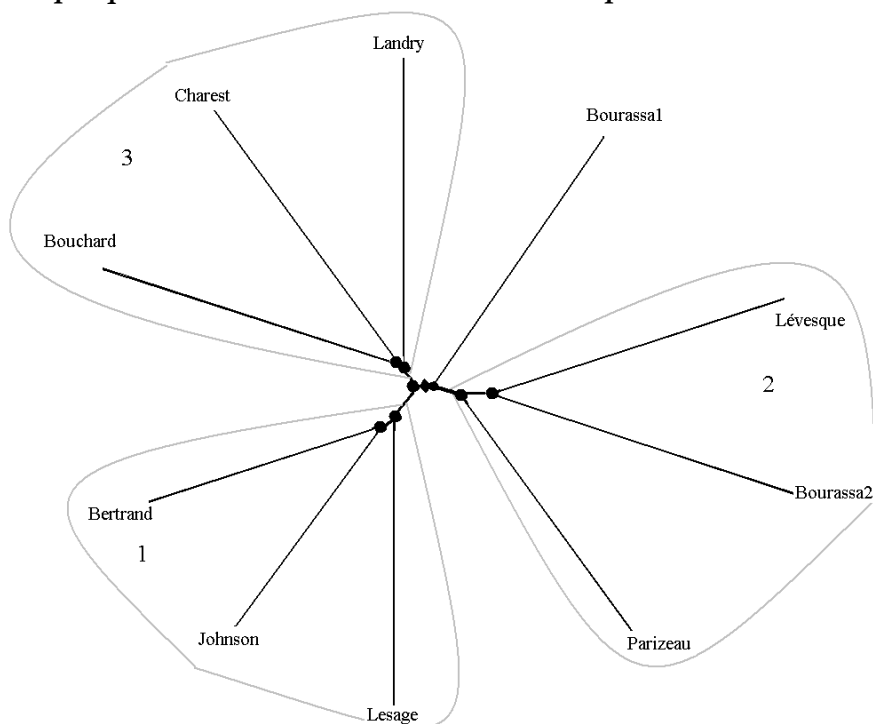 Landry
Charest
Bourassa1
3
Bouchard
Lévesque
2
Bourassa2
Bertrand
1
Johnson
Parizeau
Lesage